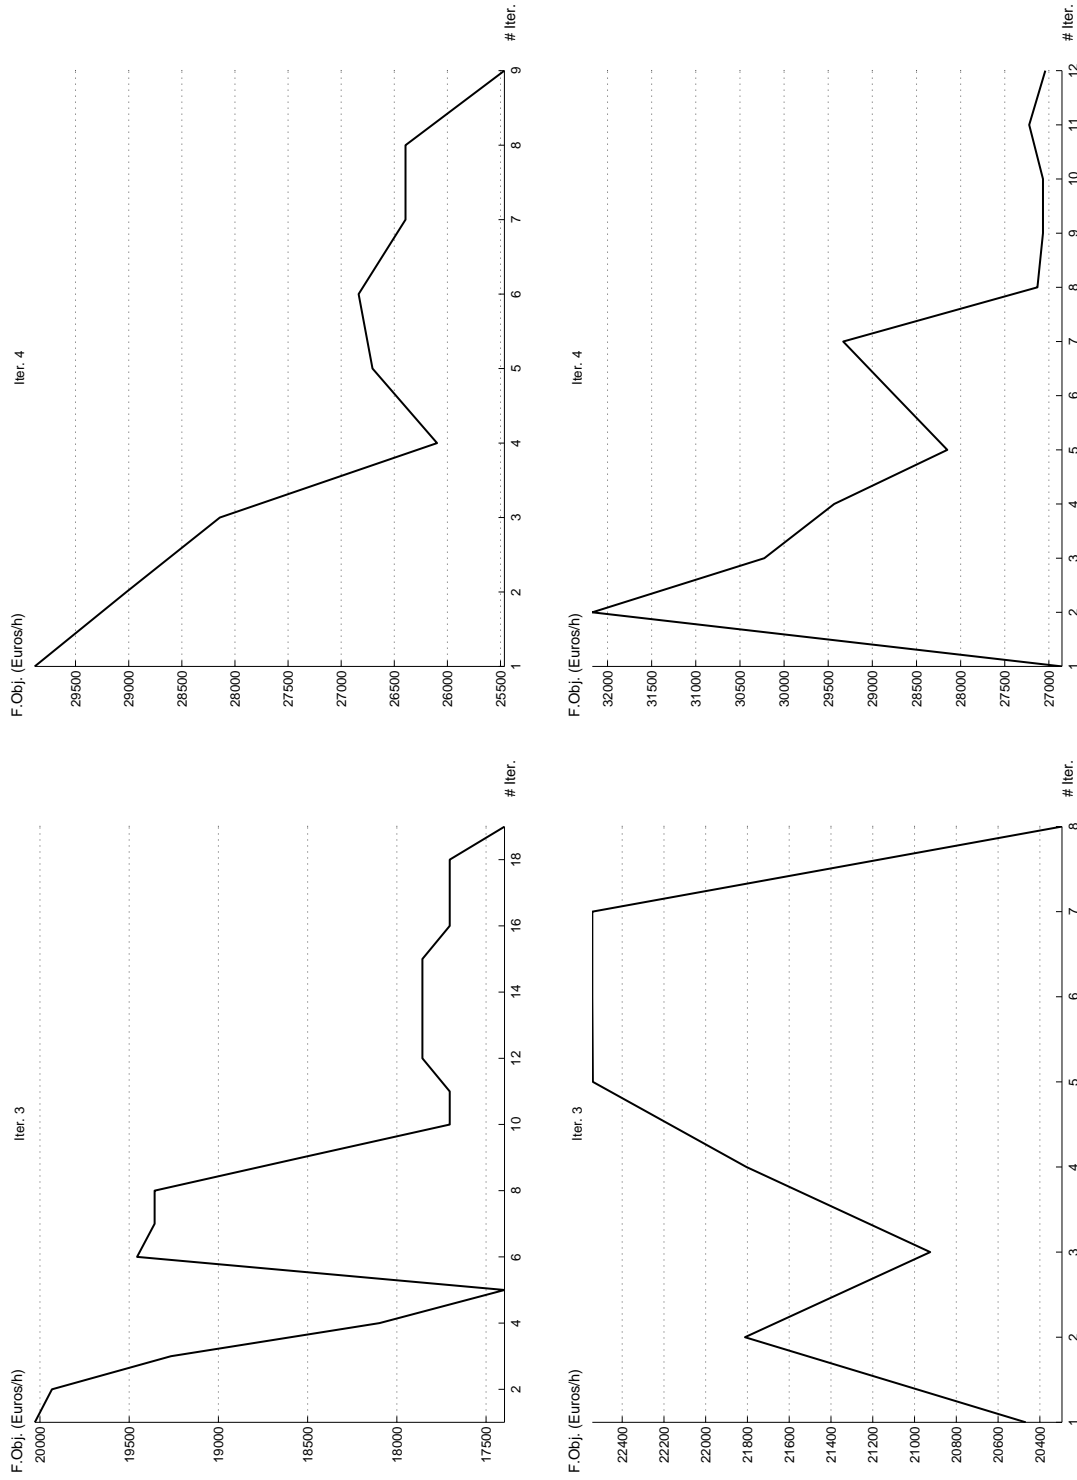 Iter. 3
F.Obj. (Euros/h)
20000
19500
19000
18500
18000
17500
2 4 6 8 10 12 14 16 18
# Iter.
Iter. 4
F.Obj. (Euros/h)
29500
29000
28500
28000
27500
27000
26500
26000
25500
1 2 3 4 5 6 7 8 9
# Iter.
Iter. 3
F.Obj. (Euros/h)
22400
22200
22000
21800
21600
21400
21200
21000
20800
20600
20400
1 2 3 4 5 6 7 8
# Iter.
Iter. 4
F.Obj. (Euros/h)
32000
31500
31000
30500
30000
29500
29000
28500
28000
27500
27000
1 2 3 4 5 6 7 8 9 10 11 12
# Iter.